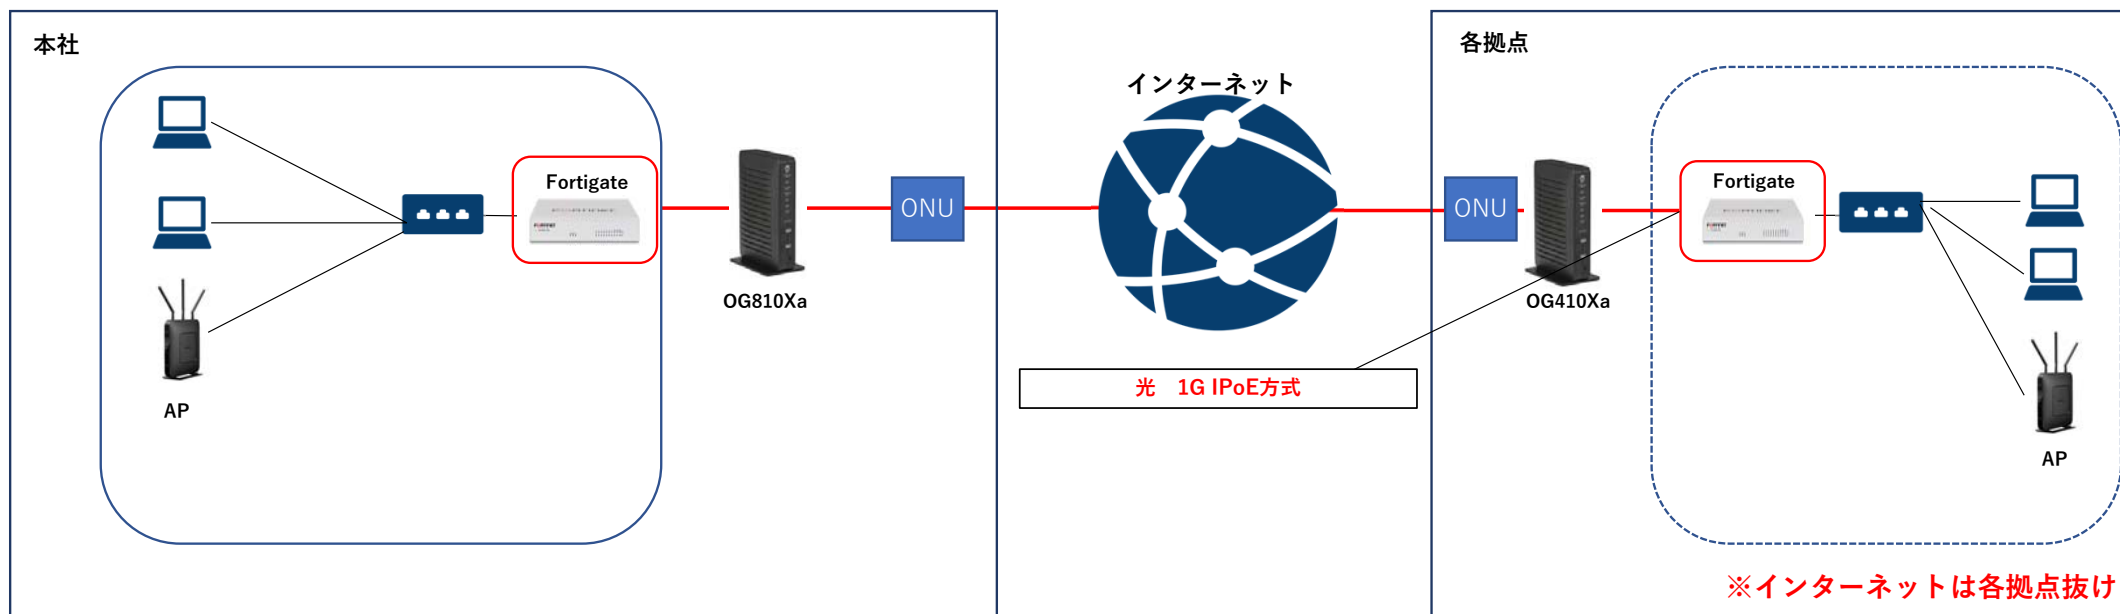 本社
各拠点
インターネット
Fortigate
Fortigate
ONU
ONU
OG810Xa
OG410Xa
光　1G IPoE方式
AP
AP
※インターネットは各拠点抜け